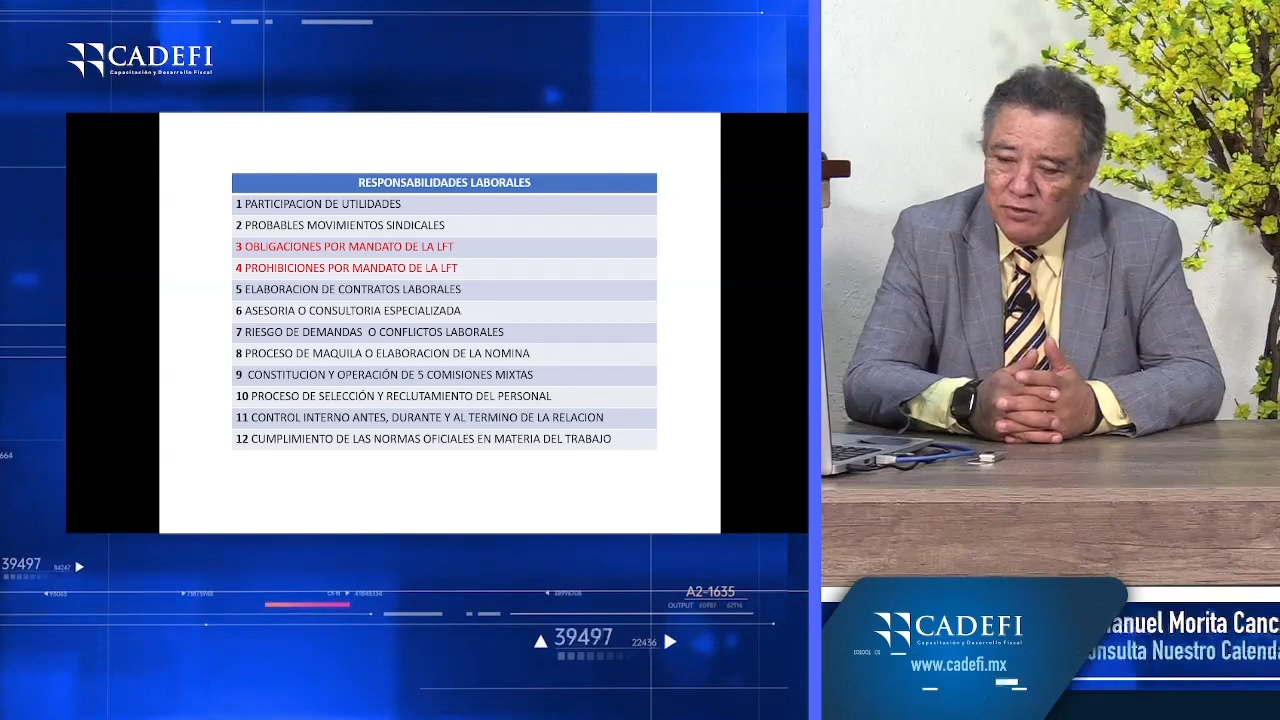 CADEFI
Capacitación y Desarrollo Fiscal
RESPONSABILIDADES LABORALES
1 PARTICIPACION DE UTILIDADES
2 PROBABLES MOVIMIENTOS SINDICALES
3 OBLIGACIONES POR MANDATO DE LA LFT
4 PROHIBICIONES POR MANDATO DE LA LFT
5 ELABORACION DE CONTRATOS LABORALES
6 ASESORIA O CONSULTORIA ESPECIALIZADA
7 RIESGO DE DEMANDAS O CONFLICTOS LABORALES
8 PROCESO DE MAQUILA O ELABORACION DE LA NOMINA
9 CONSTITUCION Y OPERACIÓN DE 5 COMISIONES MIXTAS
10 PROCESO DE SELECCIÓN Y RECLUTAMIENTO DEL PERSONAL
11 CONTROL INTERNO ANTES, DURANTE Y AL TERMINO DE LA RELACION
12 CUMPLIMIENTO DE LAS NORMAS OFICIALES EN MATERIA DEL TRABAJO
664
39497 84247
A2-1635
OUTPUT
39497 22436
CADEFI
Capacitación y Desarrollo Fiscal
www.cadefi.mx
anuel Morita Canc
onsulta Nuestro Calenda